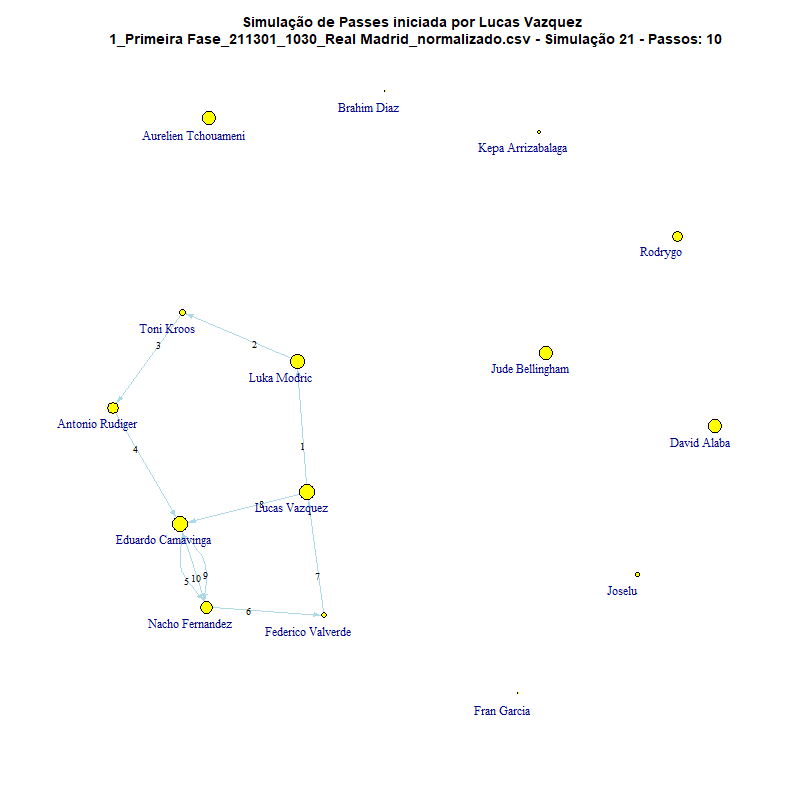 Simulação de Passes iniciada por Lucas Vazquez
1_Primeira Fase_211301_1030_Real Madrid_normalizado.csv - Simulação 21 - Passos: 10
Brahim Diaz
Aurelien Tchouameni
Kepa Arrizabalaga
Rodrygo
Toni Kroos
3
2
Luka Modric
Jude Bellingham
Antonio Rudiger
David Alaba
4
1
8
Lucas Vazquez
Eduardo Camavinga
5
10
9
7
Joselu
6
Nacho Fernandez
Federico Valverde
Fran Garcia